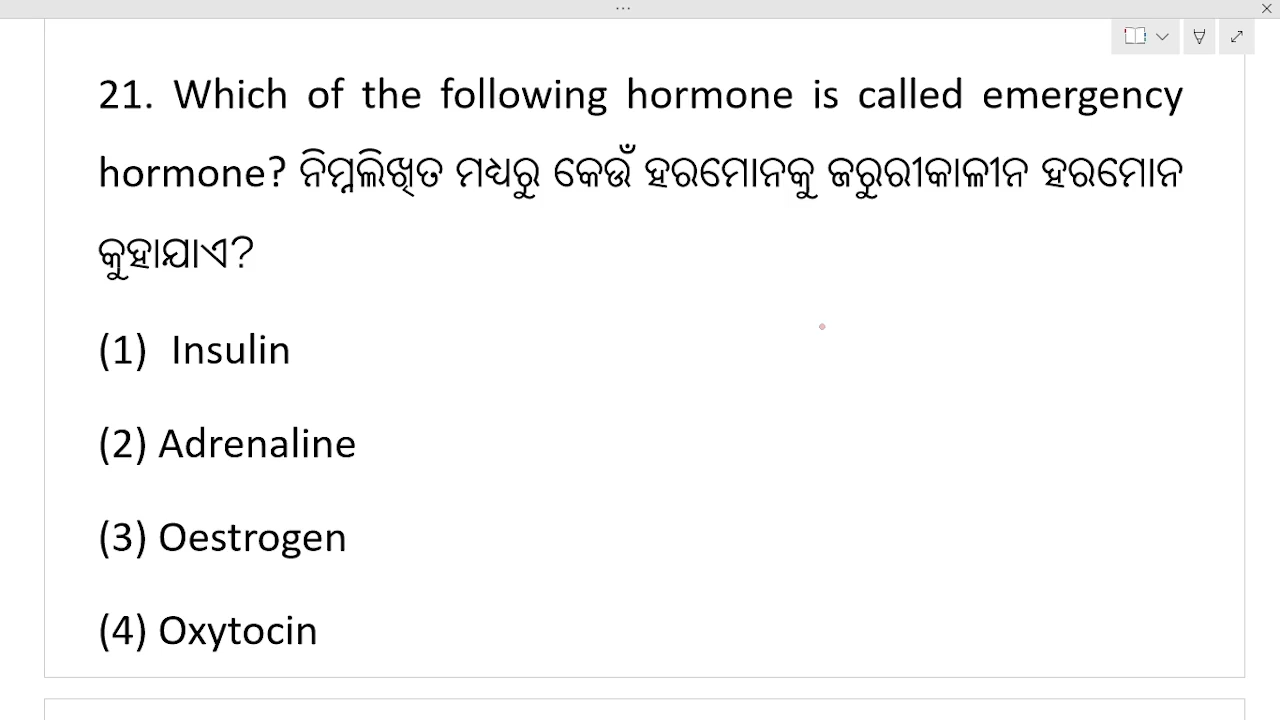 21. Which of the following hormone is called emergency
hormone? ନିମ୍ନଲିଖିତ ମଧ୍ୟରୁ କେଉଁ ହରମୋନକୁ ଜରୁରୀକାଳୀନ ହରମୋନ
କୁହାଯାଏ?
(1) Insulin
(2) Adrenaline
(3) Oestrogen
(4) Oxytocin